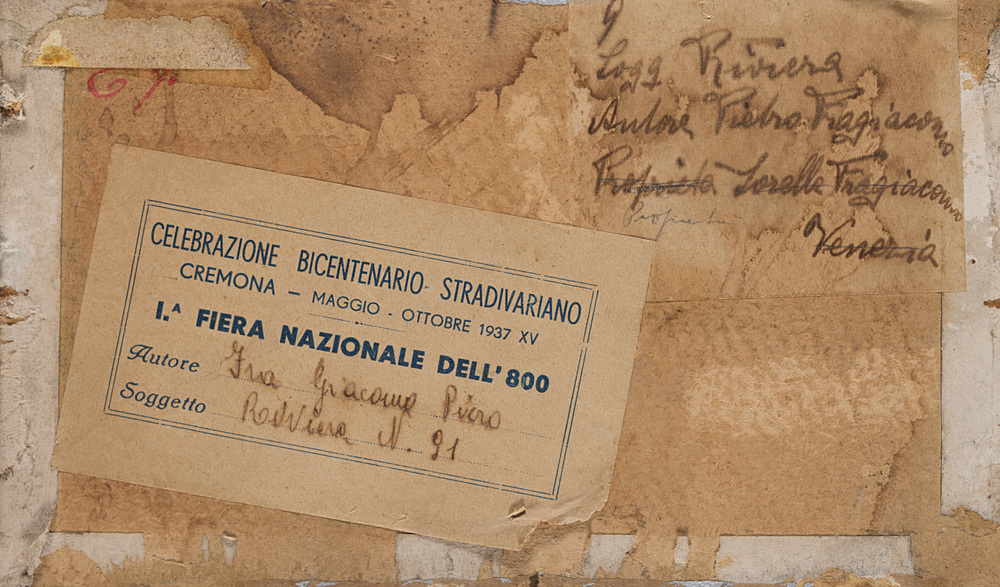 9
Sogg. Riviera
Autore Pietro Fragiacomo
Proprietà Sorelle Fragiacomo
Proprietà
Venezia
CELEBRAZIONE BICENTENARIO STRADIVARIANO
CREMONA – MAGGIO - OTTOBRE 1937 XV
I.ᴬ FIERA NAZIONALE DELL'800
Autore Fra Giacomo Piero
Soggetto N. 91